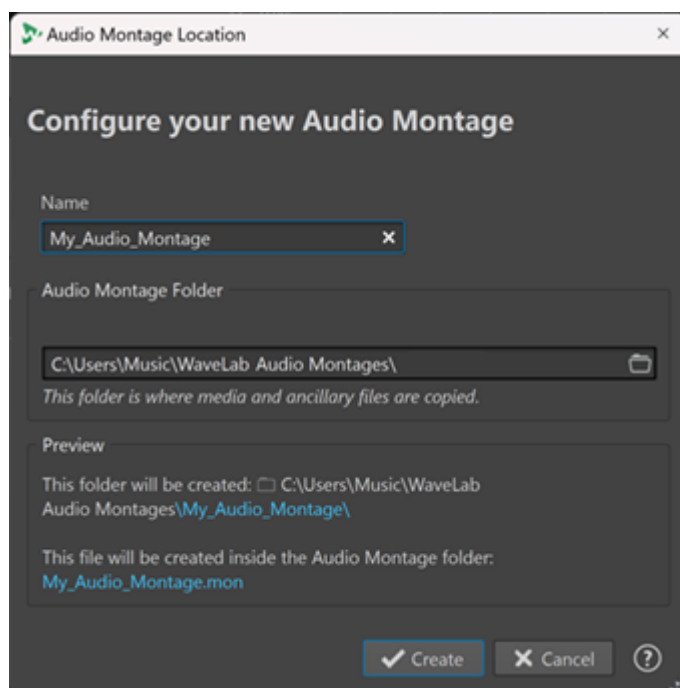 Audio Montage Location
Configure your new Audio Montage
Name
My_Audio_Montage
Audio Montage Folder
C:\Users\Music\WaveLab Audio Montages\
This folder is where media and ancillary files are copied.
Preview
This folder will be created: C:\Users\Music\WaveLab
Audio Montages\My_Audio_Montage\
This file will be created inside the Audio Montage folder:
My_Audio_Montage.mon
Create
Cancel
?